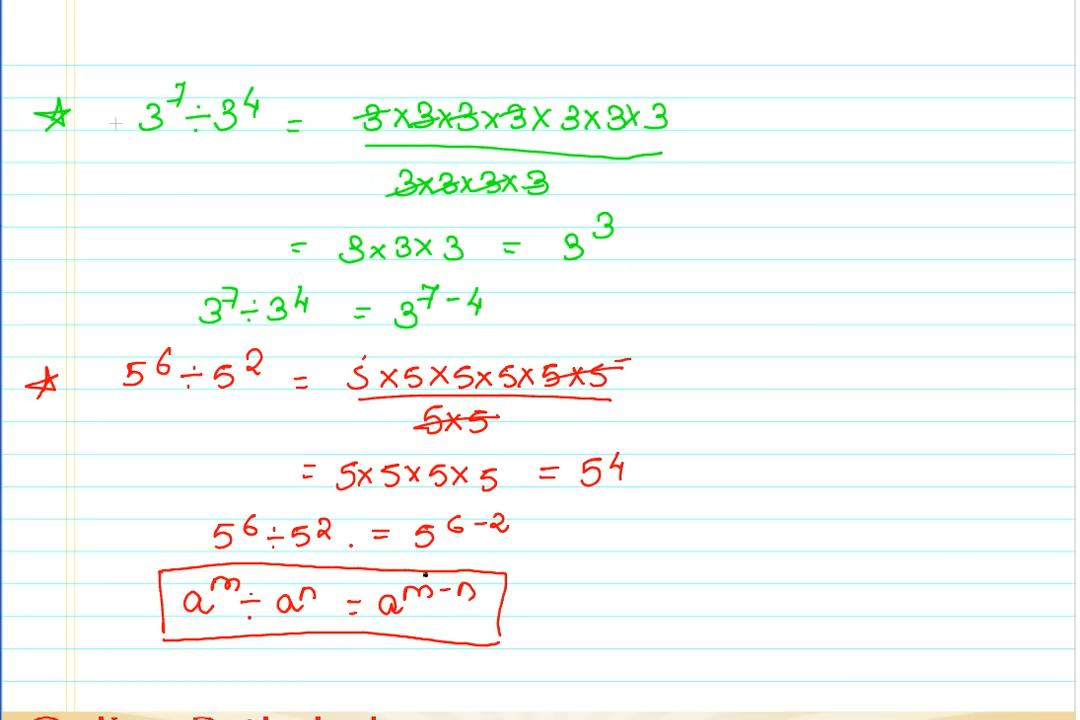 ☆ 3⁷ ÷ 3⁴ = 3×3×3×3×3×3×3
3×3×3×3
= 3×3×3 = 3³
3⁷ ÷ 3⁴ = 3⁷⁻⁴
☆ 5⁶ ÷ 5² = 5×5×5×5×5×5
5×5
= 5×5×5×5 = 5⁴
5⁶ ÷ 5². = 5⁶⁻²
aᵐ ÷ aⁿ = aᵐ⁻ⁿ